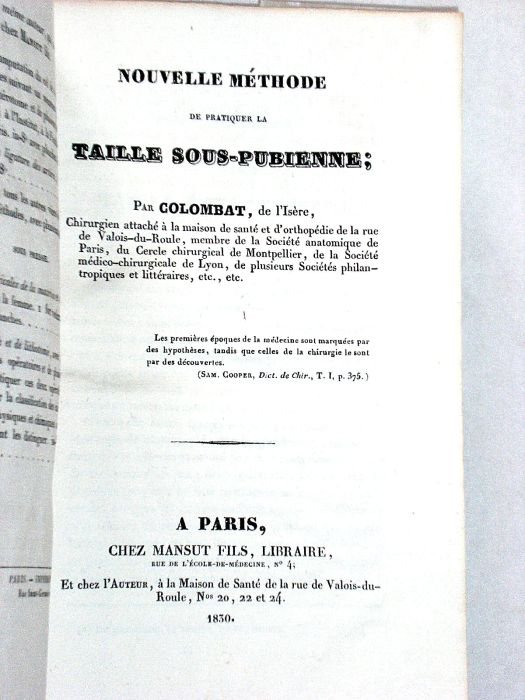 même auteur
chez Mansut
NOUVELLE MÉTHODE
DE PRATIQUER LA
TAILLE SOUS-PUBIENNE;
Par COLOMBAT, de l'Isère,
Chirurgien attaché à la maison de santé et d'orthopédie de la rue
de Valois-du-Roule, membre de la Société anatomique de
Paris, du Cercle chirurgical de Montpellier, de la Société
médico-chirurgicale de Lyon, de plusieurs Sociétés philan-
tropiques et littéraires, etc., etc.
Les premières époques de la médecine sont marquées par
des hypothèses, tandis que celles de la chirurgie le sont
par des découvertes.
(Sam. Cooper, Dict. de Chir., T. I, p. 375.)
A PARIS,
CHEZ MANSUT FILS, LIBRAIRE,
RUE DE L'ÉCOLE-DE-MÉDECINE, N° 4;
Et chez l'Auteur, à la Maison de Santé de la rue de Valois-du-
Roule, Nos 20, 22 et 24.
1830.